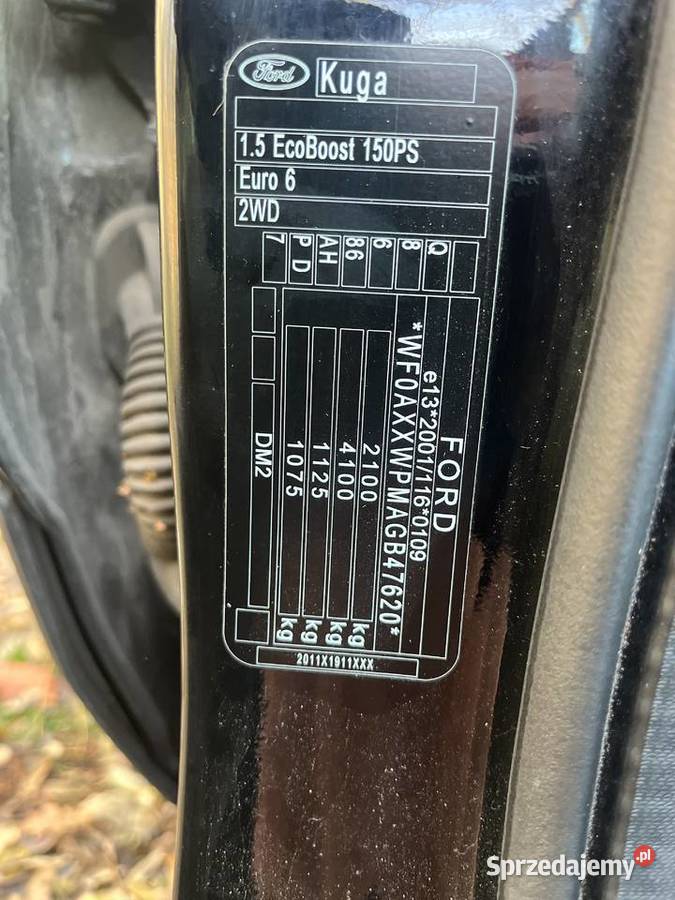 Ford
Kuga
1.5 EcoBoost 150PS
Euro 6
2WD
7
P D
AH
86
6
8
Q
FORD
e13*2001/116*0109
*WF0AXXWPMAGB47620*
2100 kg
4100 kg
1125 kg
1075 kg
DM2
2011X1911XXX
Sprzedajemy.pl